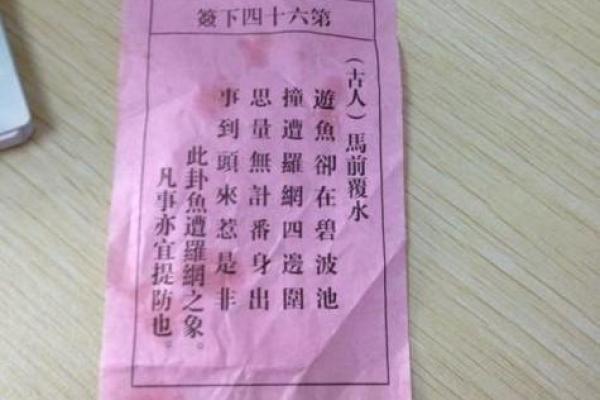 第六十四下簽
(古人)馬前覆水
遊魚卻在碧波池
撞遭羅網四邊圍
思量無計番身出
事到頭來惹是非
此卦魚遭羅網之象。
凡事亦宜提防也。